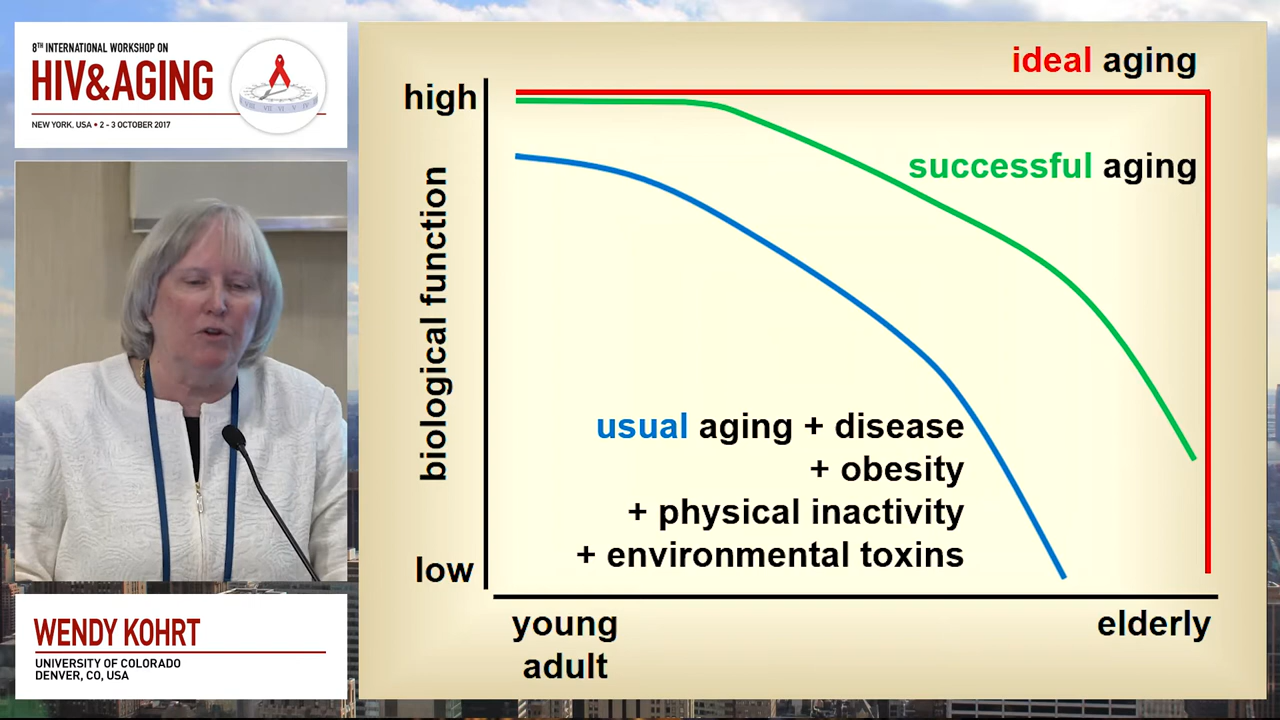 8TH INTERNATIONAL WORKSHOP ON
HIV&AGING
NEW YORK, USA • 2 - 3 OCTOBER 2017
WENDY KOHRT
UNIVERSITY OF COLORADO
DENVER, CO, USA
ideal aging
high
successful aging
biological function
usual aging + disease
+ obesity
+ physical inactivity
+ environmental toxins
low
young
adult
elderly